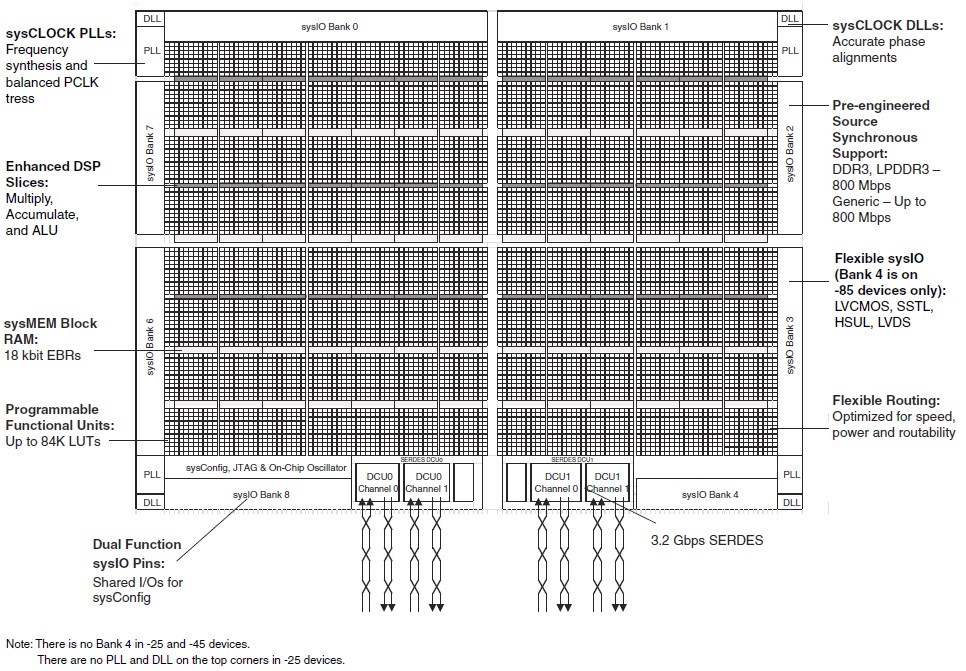 DLL
sysIO Bank 0
sysIO Bank 1
DLL
PLL
PLL
sysCLOCK PLLs:
Frequency
synthesis and
balanced PCLK
tress
sysCLOCK DLLs:
Accurate phase
alignments
sysIO Bank 7
sysIO Bank 2
Enhanced DSP
Slices:
Multiply,
Accumulate,
and ALU
Pre-engineered
Source
Synchronous
Support:
DDR3, LPDDR3 –
800 Mbps
Generic – Up to
800 Mbps
Flexible sysIO
(Bank 4 is on
-85 devices only):
LVCMOS, SSTL,
HSUL, LVDS
sysMEM Block
RAM:
18 kbit EBRs
sysIO Bank 6
sysIO Bank 3
Programmable
Functional Units:
Up to 84K LUTs
Flexible Routing:
Optimized for speed,
power and routability
PLL
sysConfig, JTAG & On-Chip Oscillator
SERDES DCU0
SERDES DCU1
PLL
DCU0
Channel 0
DCU0
Channel 1
DCU1
Channel 0
DCU1
Channel 1
DLL
sysIO Bank 8
sysIO Bank 4
DLL
Dual Function
sysIO Pins:
Shared I/Os for
sysConfig
3.2 Gbps SERDES
Note: There is no Bank 4 in -25 and -45 devices.
There are no PLL and DLL on the top corners in -25 devices.